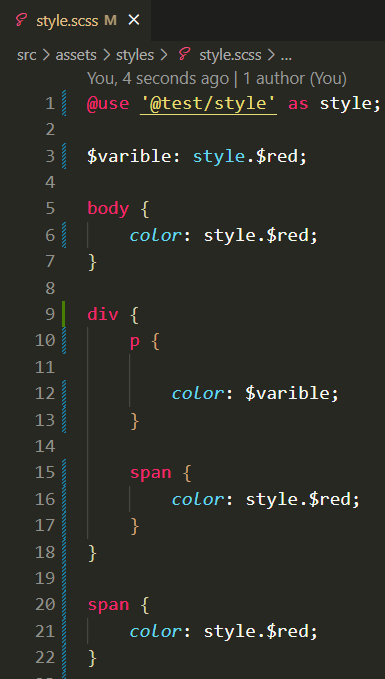 style.scss M ×
src > assets > styles > style.scss > ...
You, 4 seconds ago | 1 author (You)
1 @use '@test/style' as style;
2
3 $varible: style.$red;
4
5 body {
6 color: style.$red;
7 }
8
9 div {
10 p {
11
12 color: $varible;
13 }
14
15 span {
16 color: style.$red;
17 }
18 }
19
20 span {
21 color: style.$red;
22 }